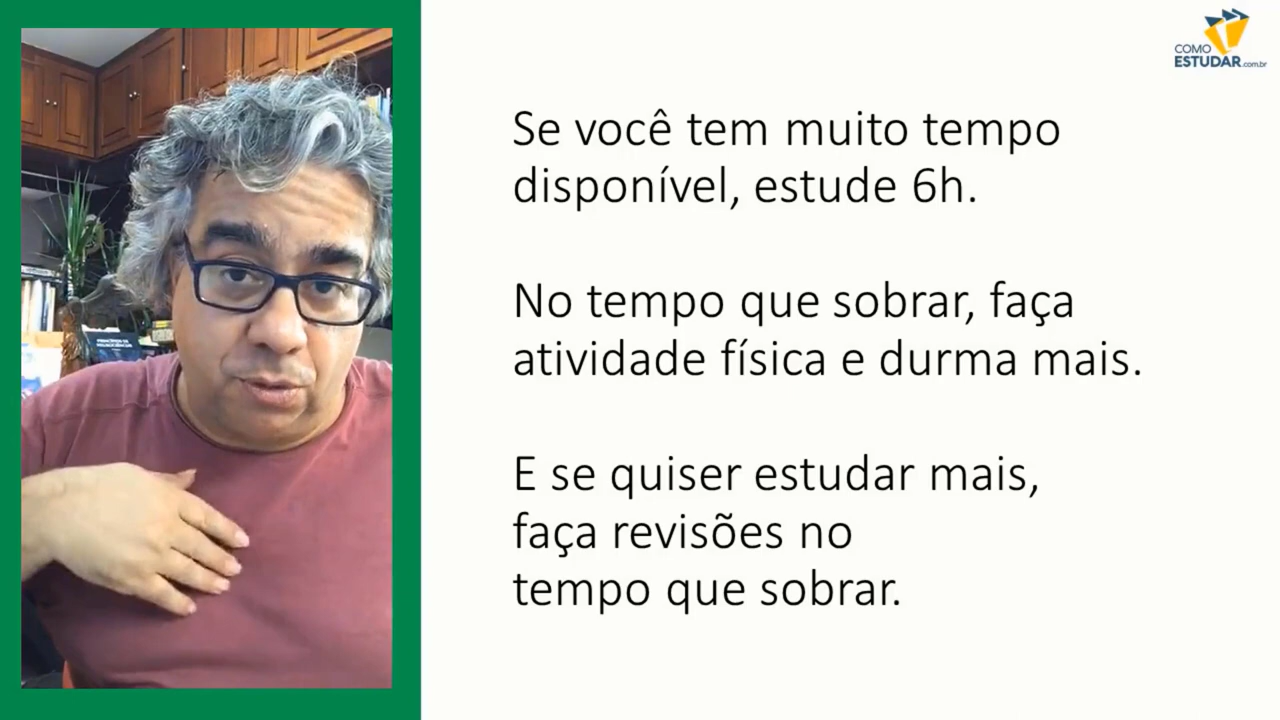 COMO
ESTUDAR.com.br
Se você tem muito tempo
disponível, estude 6h.
No tempo que sobrar, faça
atividade física e durma mais.
E se quiser estudar mais,
faça revisões no
tempo que sobrar.